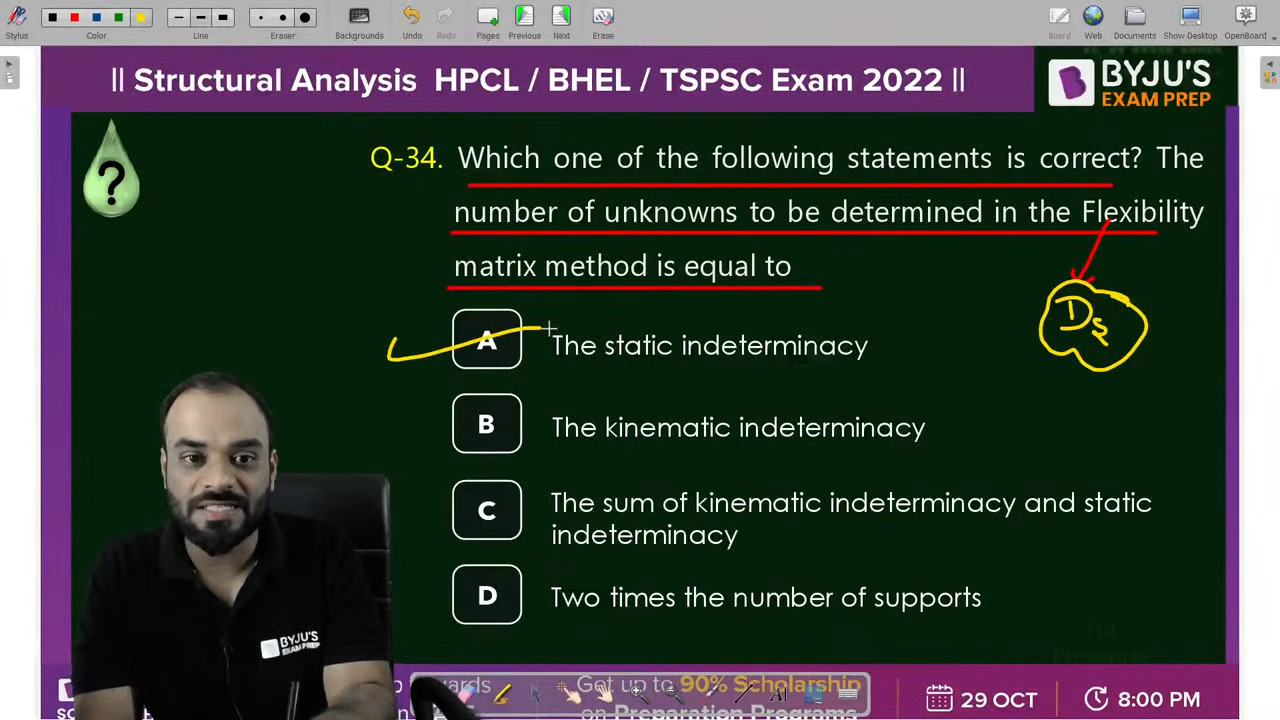 Stylus Color Line Eraser Backgrounds Undo Redo Pages Previous Next Erase Board Web Documents Show Desktop OpenBoard
|| Structural Analysis HPCL / BHEL / TSPSC Exam 2022 ||
BYJU'S
EXAM PREP
Q-34. Which one of the following statements is correct? The
number of unknowns to be determined in the Flexibility
matrix method is equal to
Ds
A The static indeterminacy
B The kinematic indeterminacy
C The sum of kinematic indeterminacy and static
indeterminacy
D Two times the number of supports
BYJU'S
EXAM PREP
Get up to 90% Scholarship
on Preparation Programs
29 OCT
8:00 PM